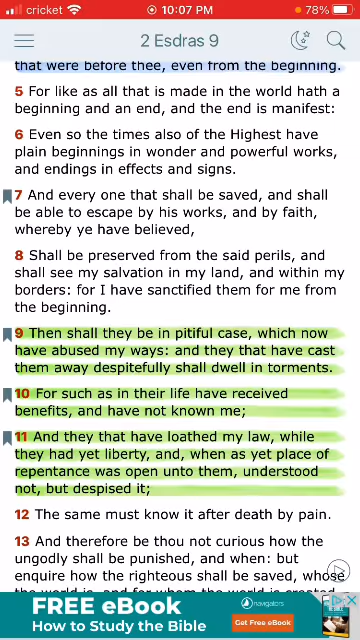 cricket 10:07 PM 78%
2 Esdras 9
that were before thee, even from the beginning.
5 For like as all that is made in the world hath a
beginning and an end, and the end is manifest:
6 Even so the times also of the Highest have
plain beginnings in wonder and powerful works,
and endings in effects and signs.
7 And every one that shall be saved, and shall
be able to escape by his works, and by faith,
whereby ye have believed,
8 Shall be preserved from the said perils, and
shall see my salvation in my land, and within my
borders: for I have sanctified them for me from
the beginning.
9 Then shall they be in pitiful case, which now
have abused my ways: and they that have cast
them away despitefully shall dwell in torments.
10 For such as in their life have received
benefits, and have not known me;
11 And they that have loathed my law, while
they had yet liberty, and, when as yet place of
repentance was open unto them, understood
not, but despised it;
12 The same must know it after death by pain.
13 And therefore be thou not curious how the
ungodly shall be punished, and when: but
enquire how the righteous shall be saved, whose
the world is, and for whom the world is created.
FREE eBook
How to Study the Bible
navigators
Get Free eBook